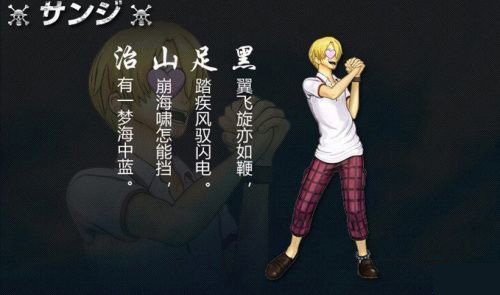 サンジ
黑翼飞旋亦如鞭，
足踏疾风驭闪电。
山崩海啸怎能挡，
治有一梦海中蓝。